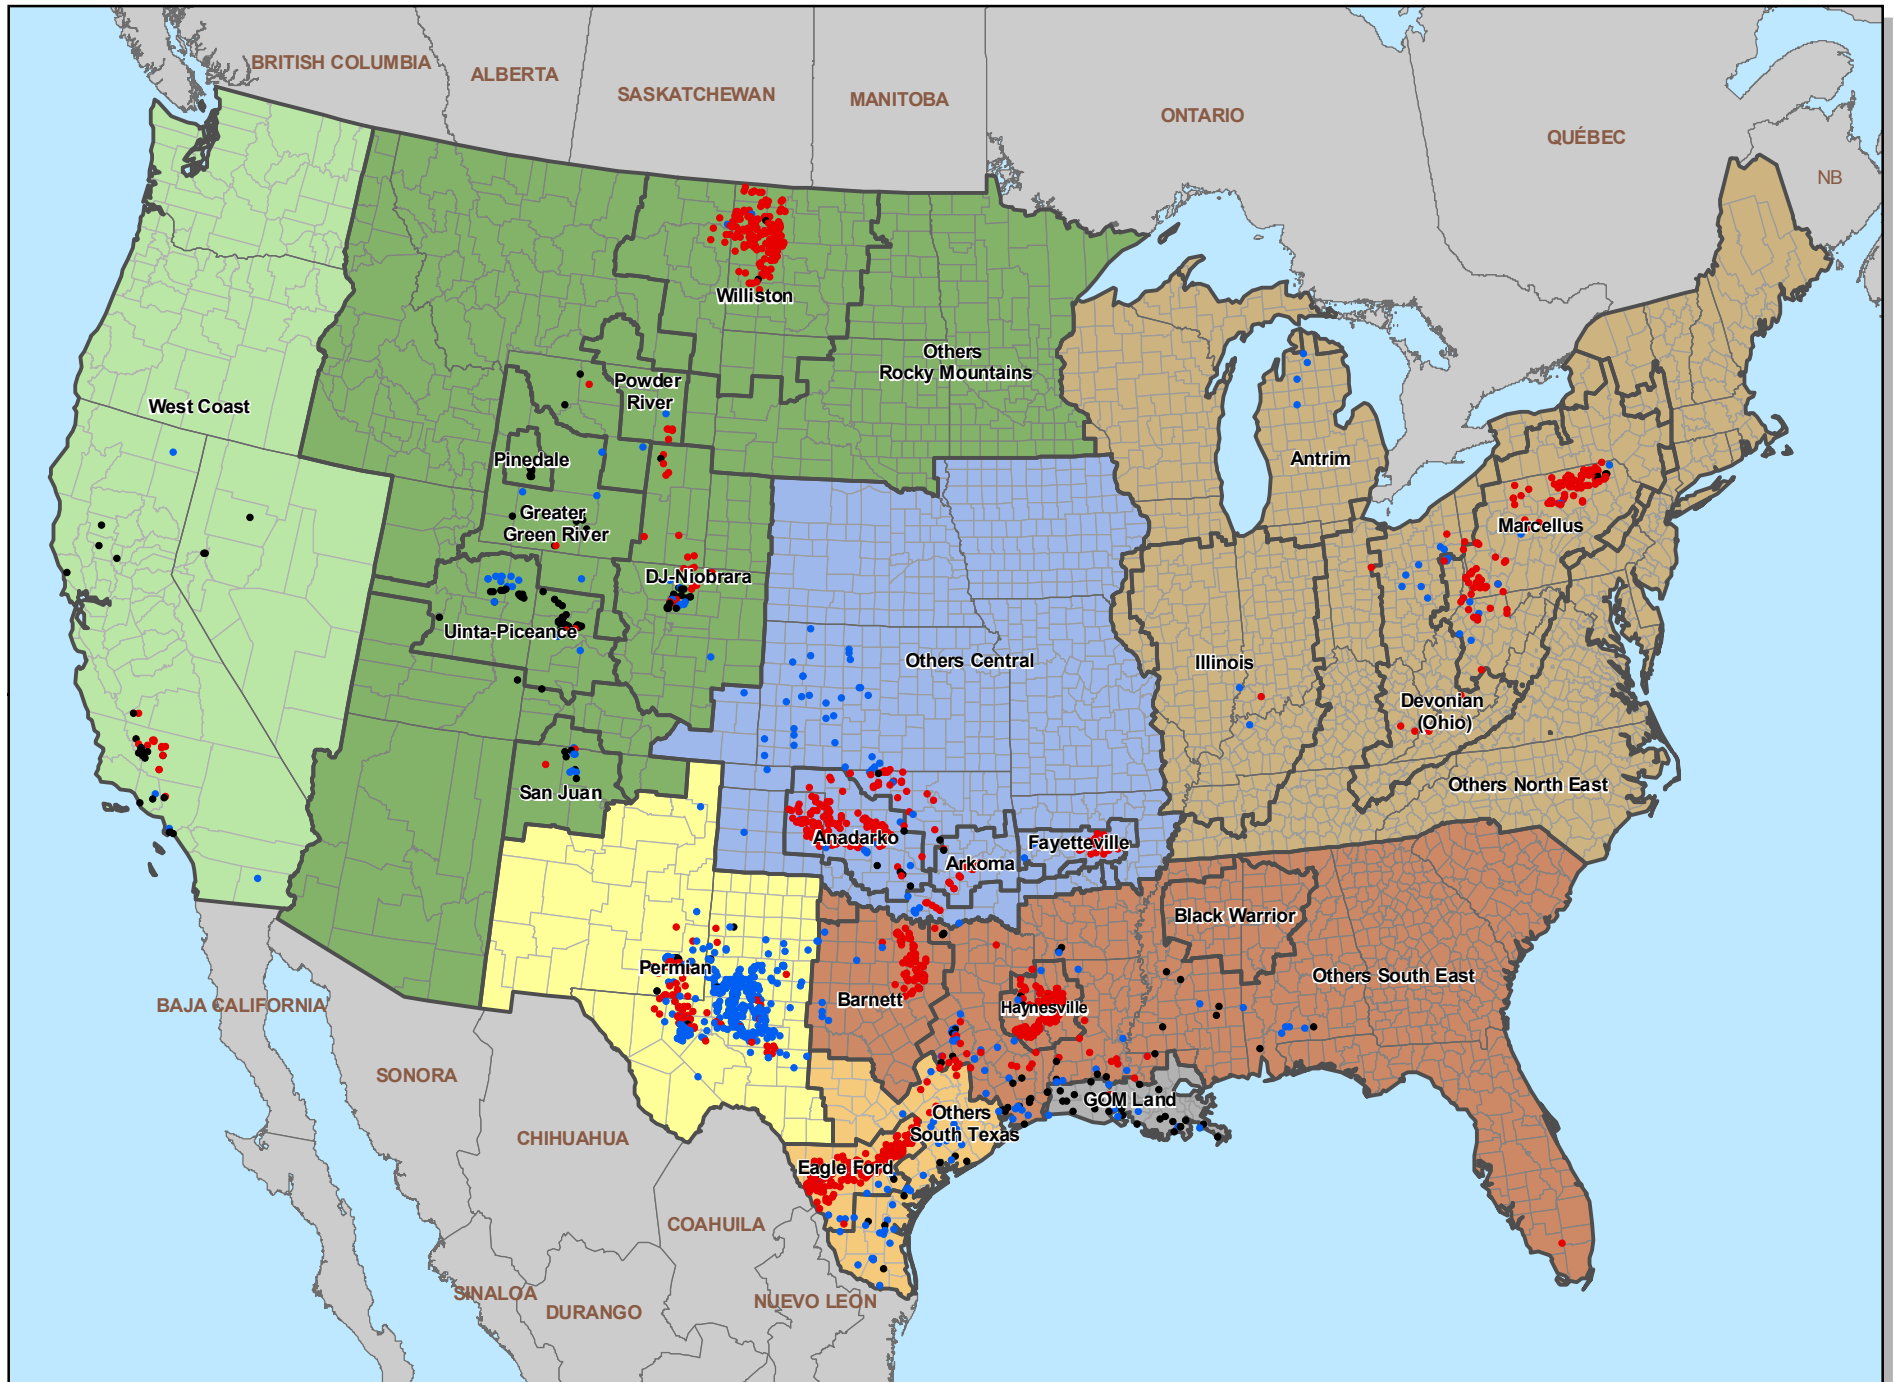 BRITISH COLUMBIA
ALBERTA
SASKATCHEWAN
MANITOBA
ONTARIO
QUÉBEC
NB
Williston
Others
Rocky Mountains
Powder
River
West Coast
Pinedale
Antrim
Greater
Green River
Marcellus
DJ-Niobrara
Uinta-Piceance
Others Central
Illinois
Devonian
(Ohio)
San Juan
Others North East
Anadarko
Fayetteville
Arkoma
Black Warrior
Permian
Others South East
Barnett
Haynesville
BAJA CALIFORNIA
SONORA
GOM Land
Others
South Texas
CHIHUAHUA
Eagle Ford
COAHUILA
SINALOA
DURANGO
NUEVO LEÓN